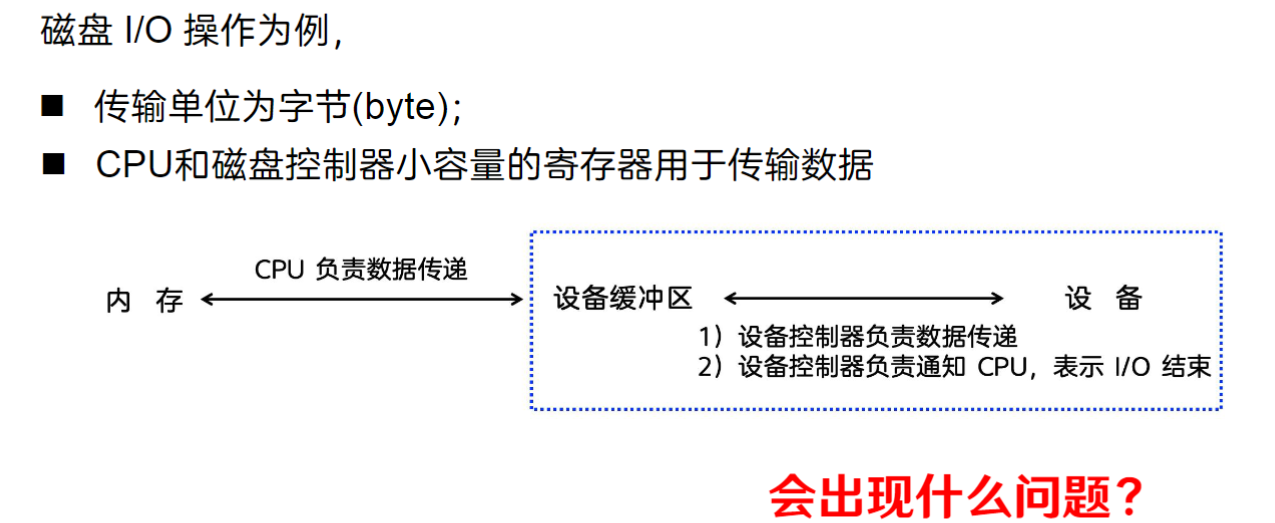 磁盘 I/O 操作为例，
■ 传输单位为字节(byte)；
■ CPU和磁盘控制器小容量的寄存器用于传输数据
CPU 负责数据传递
内 存
设备缓冲区
设 备
1）设备控制器负责数据传递
2）设备控制器负责通知 CPU，表示 I/O 结束
会出现什么问题？